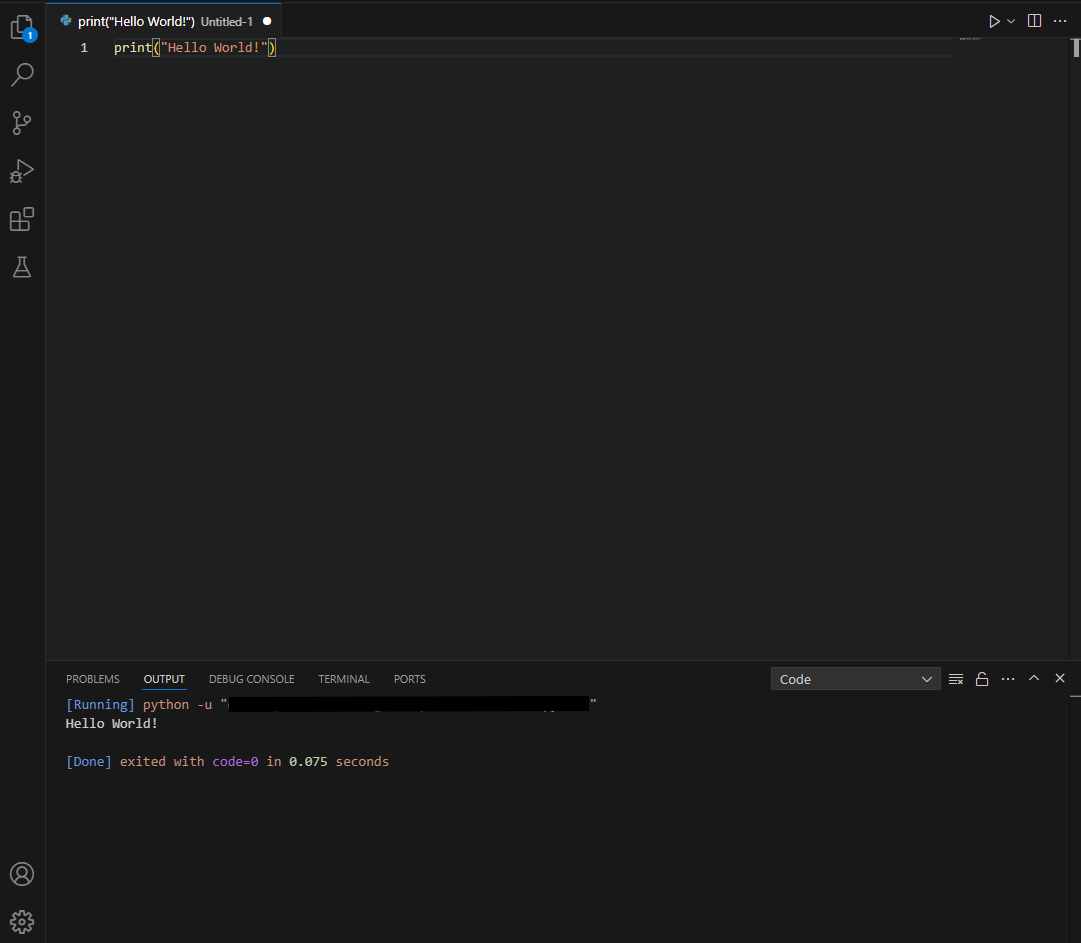 print("Hello World!") Untitled-1
1
1 print("Hello World!")
PROBLEMS OUTPUT DEBUG CONSOLE TERMINAL PORTS Code
[Running] python -u " "
Hello World!
[Done] exited with code=0 in 0.075 seconds